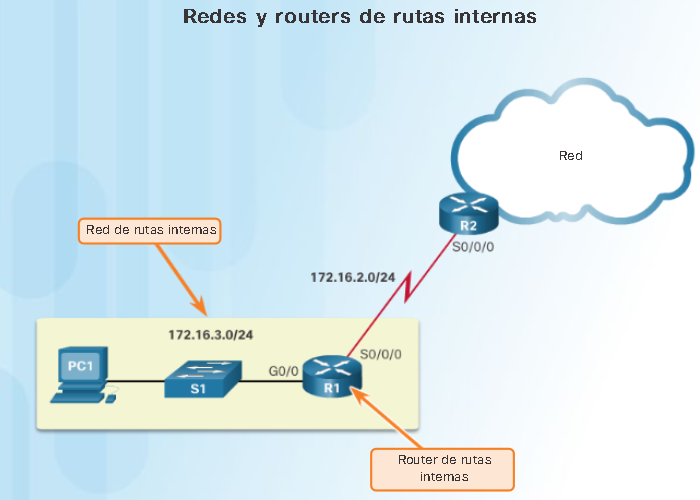 Redes y routers de rutas internas
Red
R2
S0/0/0
Red de rutas internas
172.16.2.0/24
172.16.3.0/24
PC1
S1
G0/0
S0/0/0
R1
Router de rutas
internas